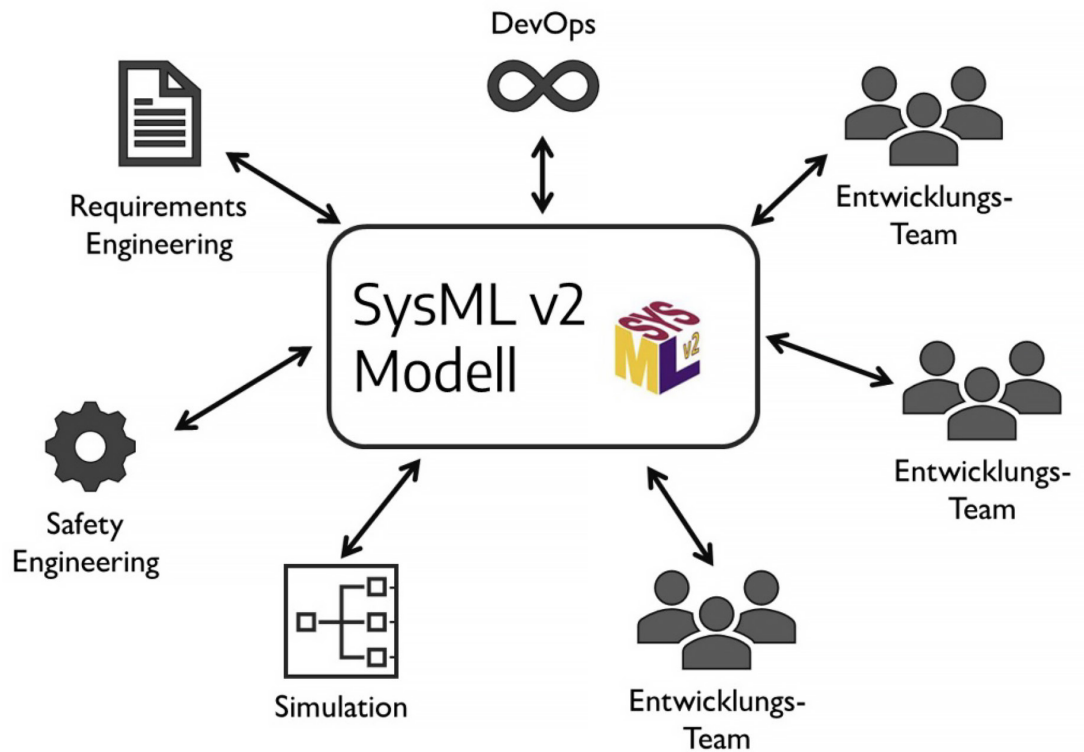 DevOps
Requirements
Engineering
Entwicklungs-
Team
SysML v2
Modell
SYS
ML v2
Entwicklungs-
Team
Safety
Engineering
Simulation
Entwicklungs-
Team